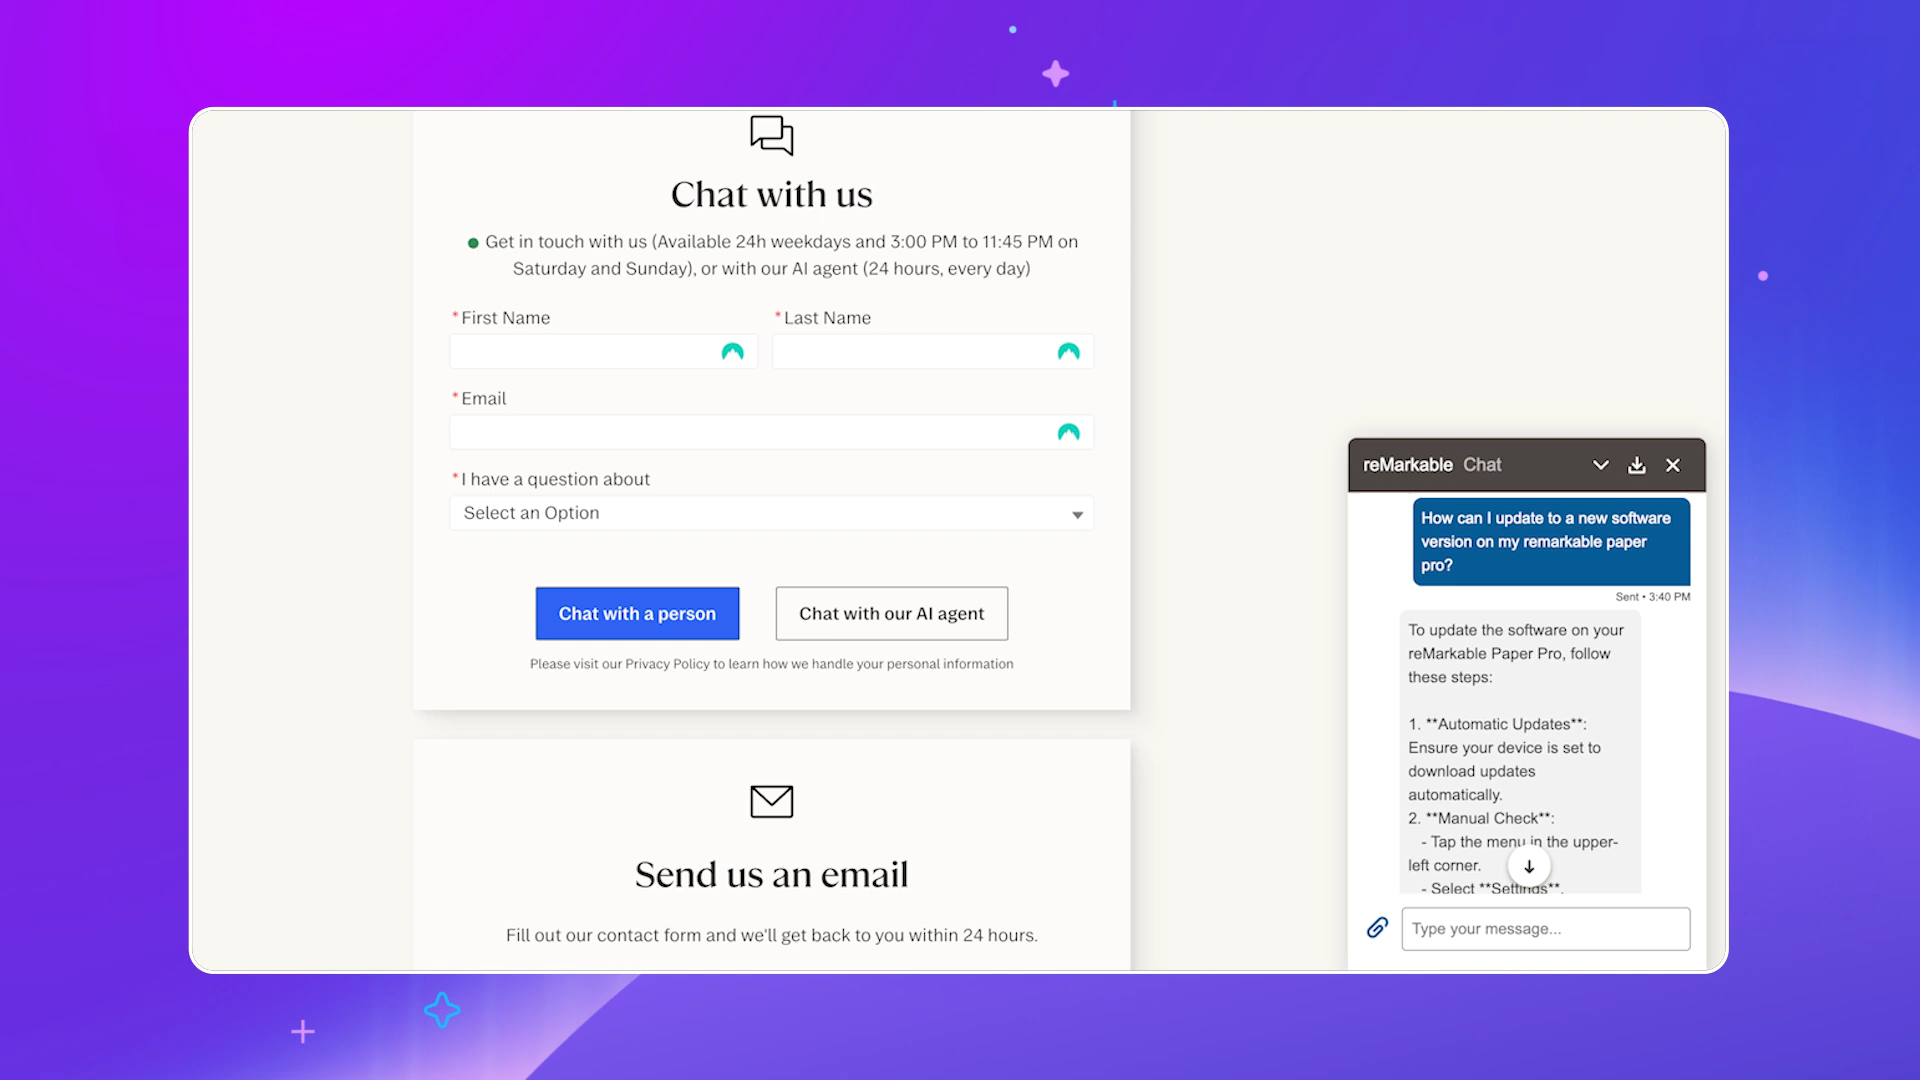 Chat with us
Get in touch with us (Available 24h weekdays and 3:00 PM to 11:45 PM on
Saturday and Sunday), or with our AI agent (24 hours, every day)
*First Name
*Last Name
*Email
*I have a question about
Select an Option
Chat with a person
Chat with our AI agent
Please visit our Privacy Policy to learn how we handle your personal information
Send us an email
Fill out our contact form and we'll get back to you within 24 hours.
reMarkable Chat
How can I update to a new software
version on my remarkable paper
pro?
Sent • 3:40 PM
To update the software on your
reMarkable Paper Pro, follow
these steps:
1. **Automatic Updates**:
Ensure your device is set to
download updates
automatically.
2. **Manual Check**:
- Tap the menu in the upper-
left corner.
- Select **Settings**.
Type your message...